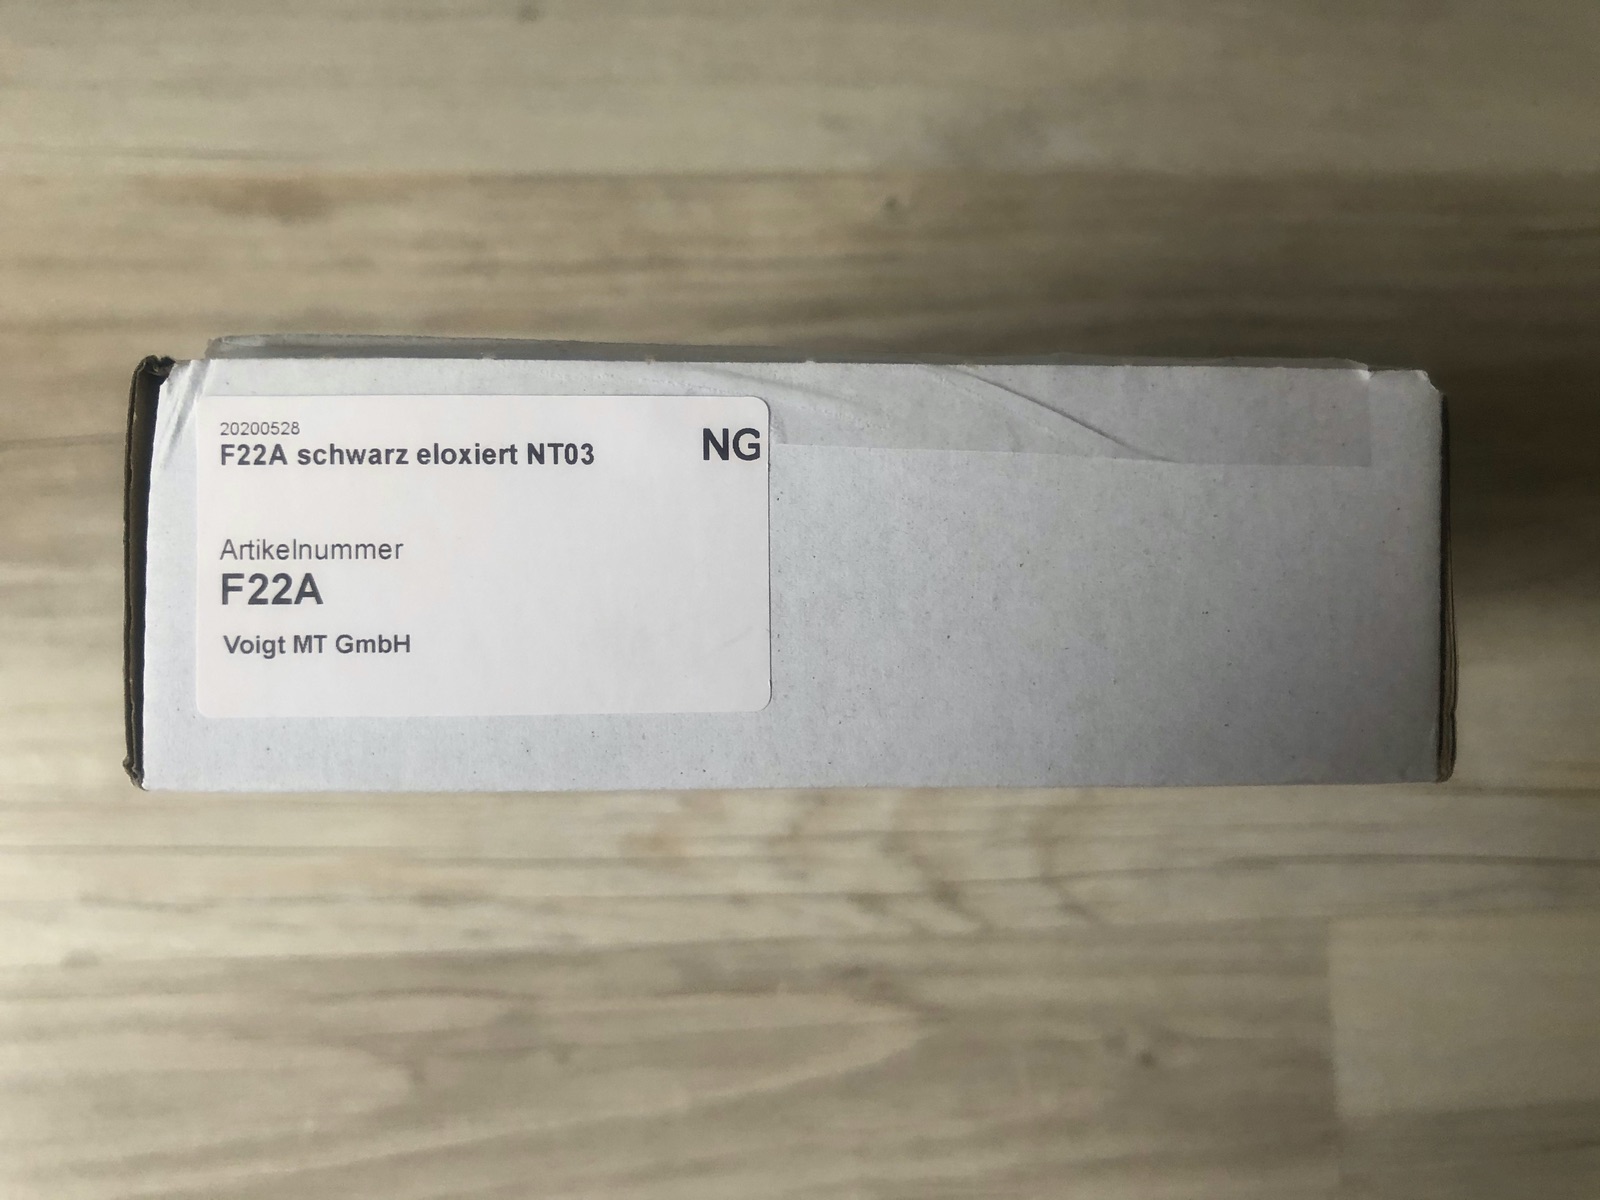 20200528
F22A schwarz eloxiert NT03
NG
Artikelnummer
F22A
Voigt MT GmbH